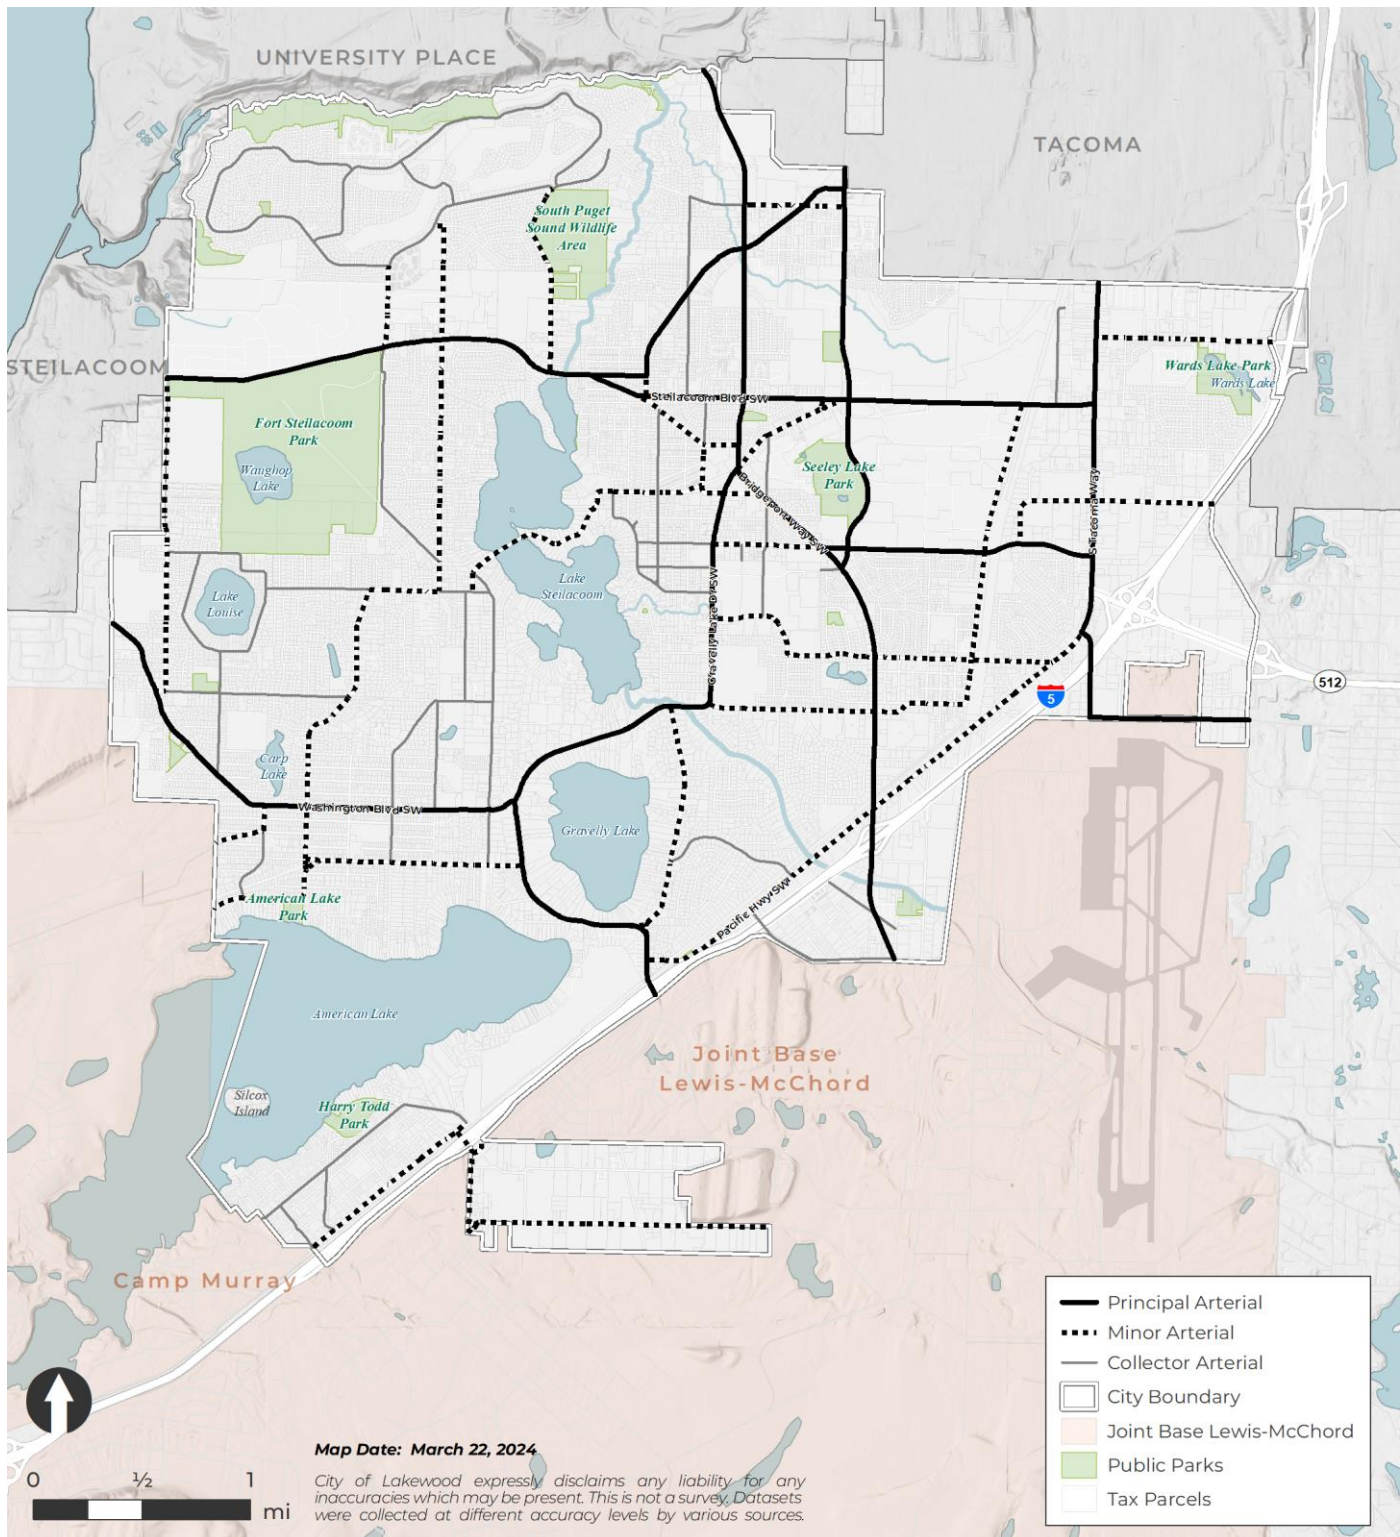 UNIVERSITY PLACE
TACOMA
South Puget
Sound Wildlife
Area
STEILACOOM
Wards Lake Park
Wards Lake
Steilacoom Blvd SW
Fort Steilacoom
Park
Waughop
Lake
Seeley Lake
Park
Bridgeport Way SW
S Tacoma Way
Lake
Steilacoom
Lake
Louise
Gravelly Lake Dr SW
512
5
Carp
Lake
Washington Blvd SW
Gravelly Lake
Pacific Hwy SW
American Lake
Park
American Lake
Joint Base
Lewis-McChord
Silcox
Island
Harry Todd
Park
Camp Murray
Principal Arterial
Minor Arterial
Collector Arterial
City Boundary
Joint Base Lewis-McChord
Public Parks
Tax Parcels
0 ½ 1
mi
Map Date: March 22, 2024
City of Lakewood expressly disclaims any liability for any
inaccuracies which may be present. This is not a survey. Datasets
were collected at different accuracy levels by various sources.